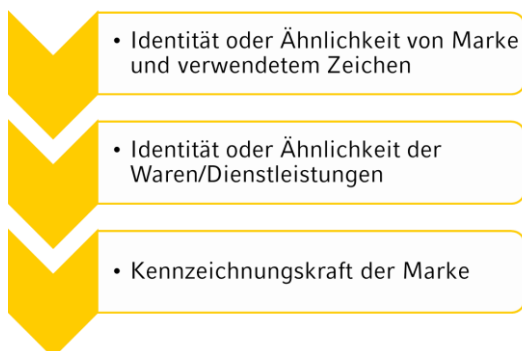 • Identität oder Ähnlichkeit von Marke
und verwendetem Zeichen
• Identität oder Ähnlichkeit der
Waren/Dienstleistungen
• Kennzeichnungskraft der Marke